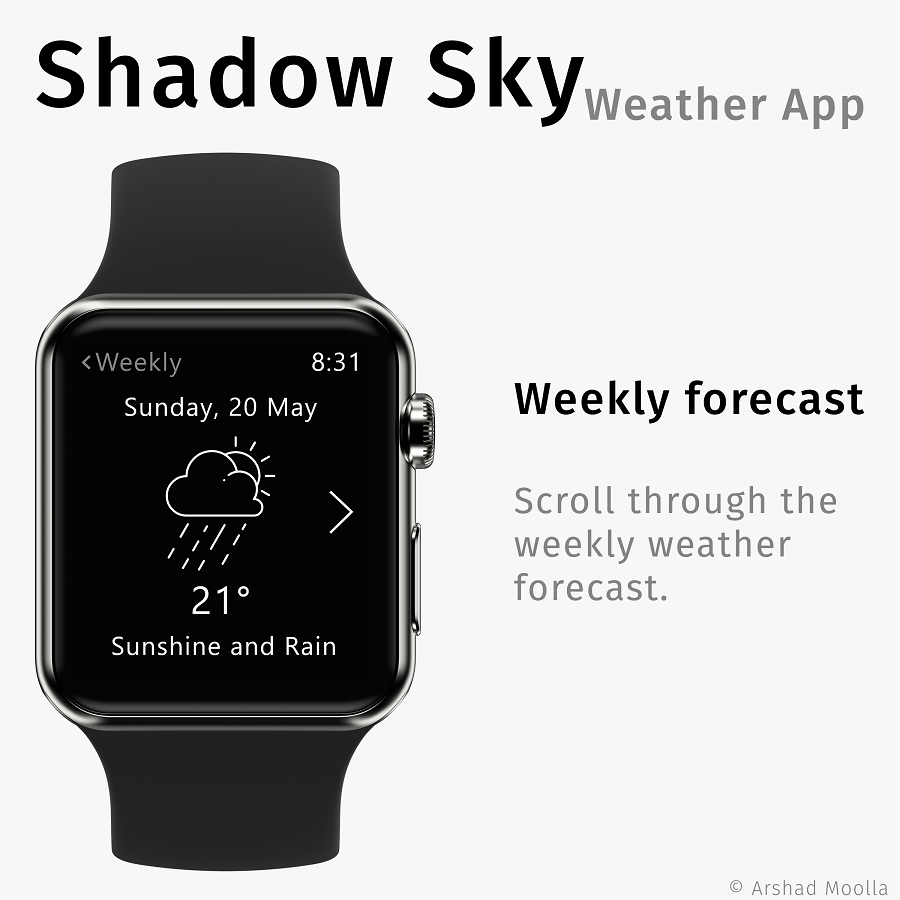 Shadow Sky Weather App
<Weekly 8:31
Sunday, 20 May
21°
Sunshine and Rain
Weekly forecast
Scroll through the
weekly weather
forecast.
© Arshad Moolla